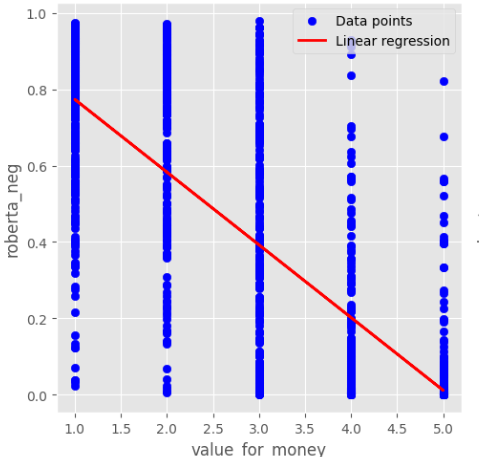 1.0
0.8
0.6
0.4
0.2
0.0
roberta_neg
Data points
Linear regression
1.0 1.5 2.0 2.5 3.0 3.5 4.0 4.5 5.0
value_for_money